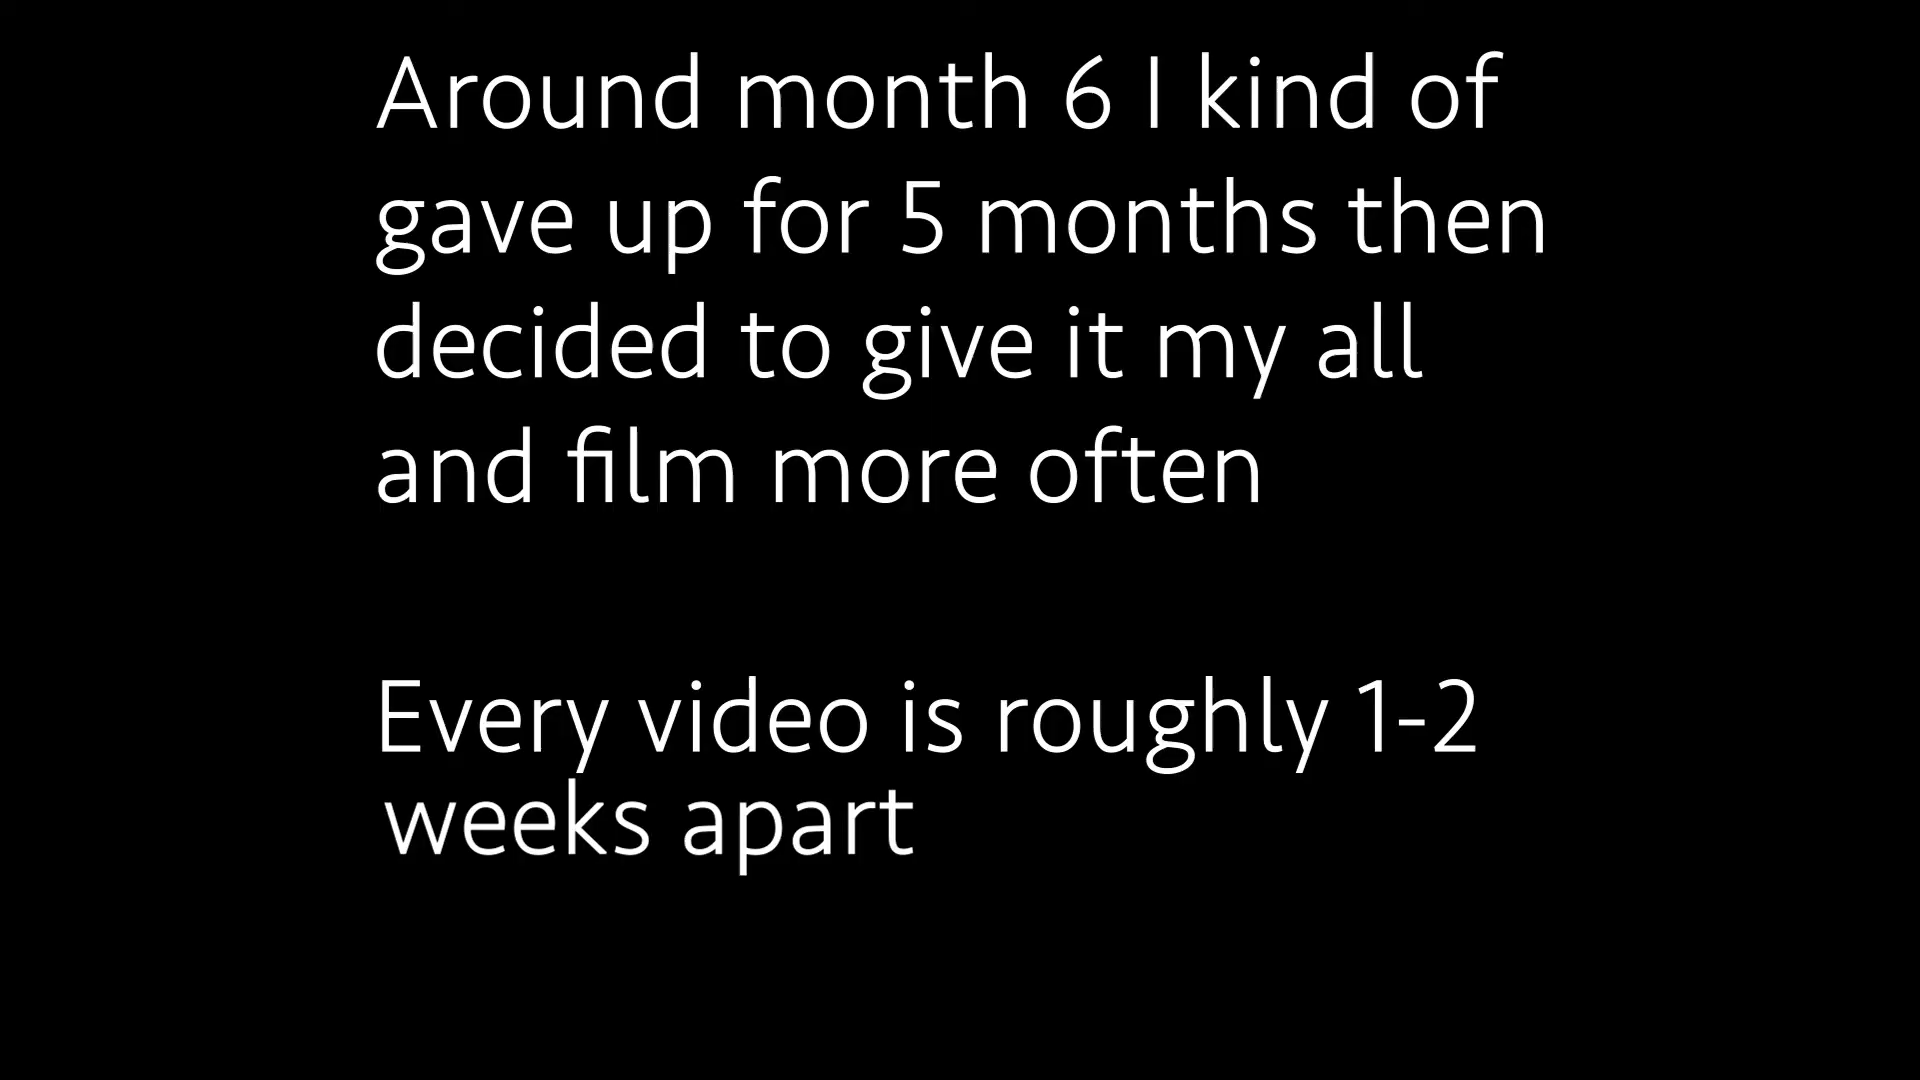 Around month 6 I kind of
gave up for 5 months then
decided to give it my all
and film more often
Every video is roughly 1-2
weeks apart